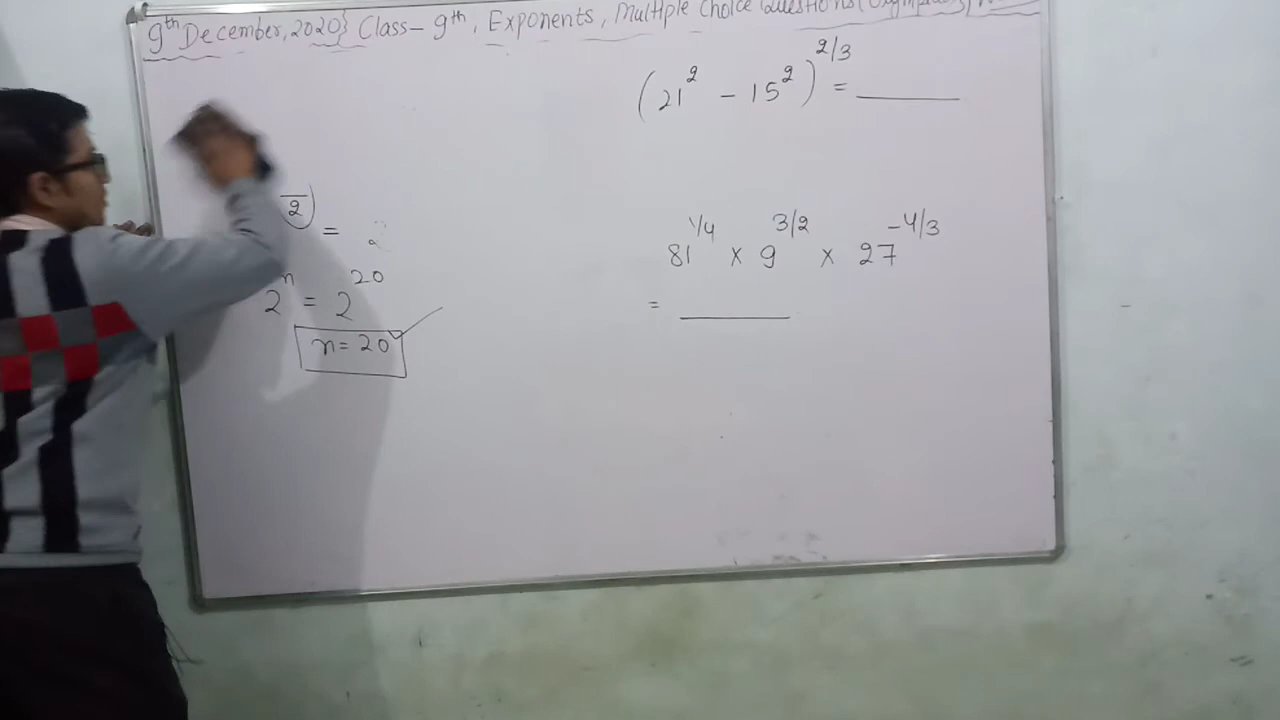 9th December, 2020} Class- 9th, Exponents, Multiple Choice Questions (Olympiad)
(21² - 15²)^2/3 = ______
2) =
2^n = 2^20
n = 20
81^1/4 x 9^3/2 x 27^-4/3
= ______